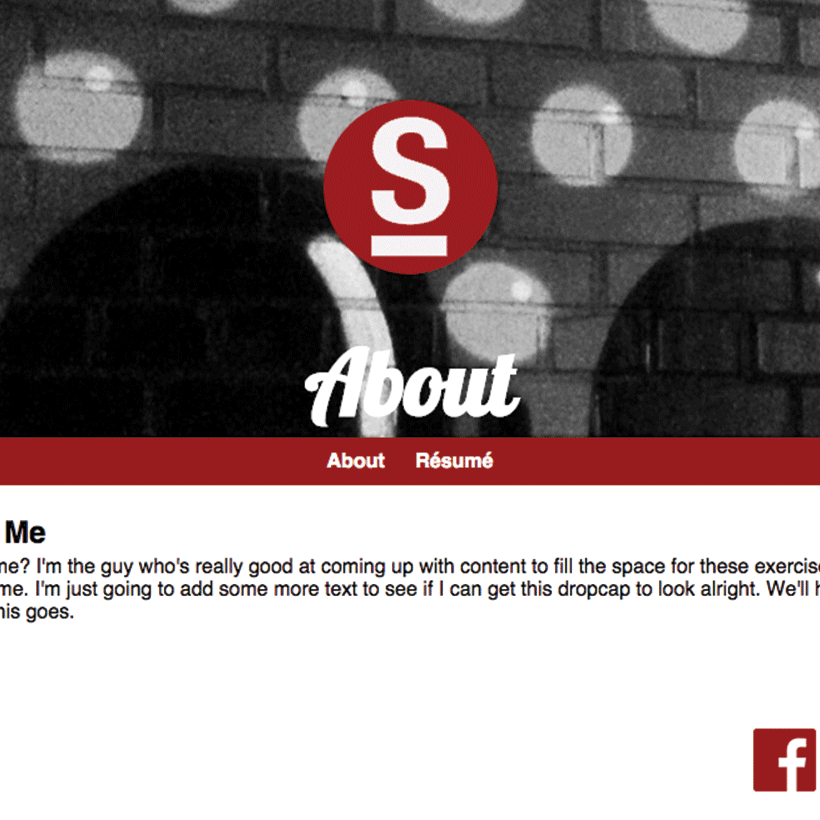 S
About
About Résumé
Me
me? I'm the guy who's really good at coming up with content to fill the space for these exercise
me. I'm just going to add some more text to see if I can get this dropcap to look alright. We'll h
his goes.
f